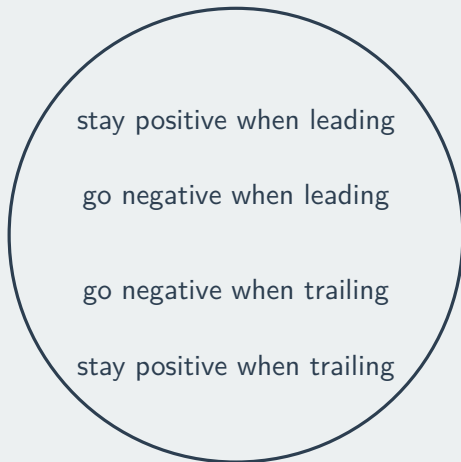 stay positive when leading
go negative when leading
go negative when trailing
stay positive when trailing